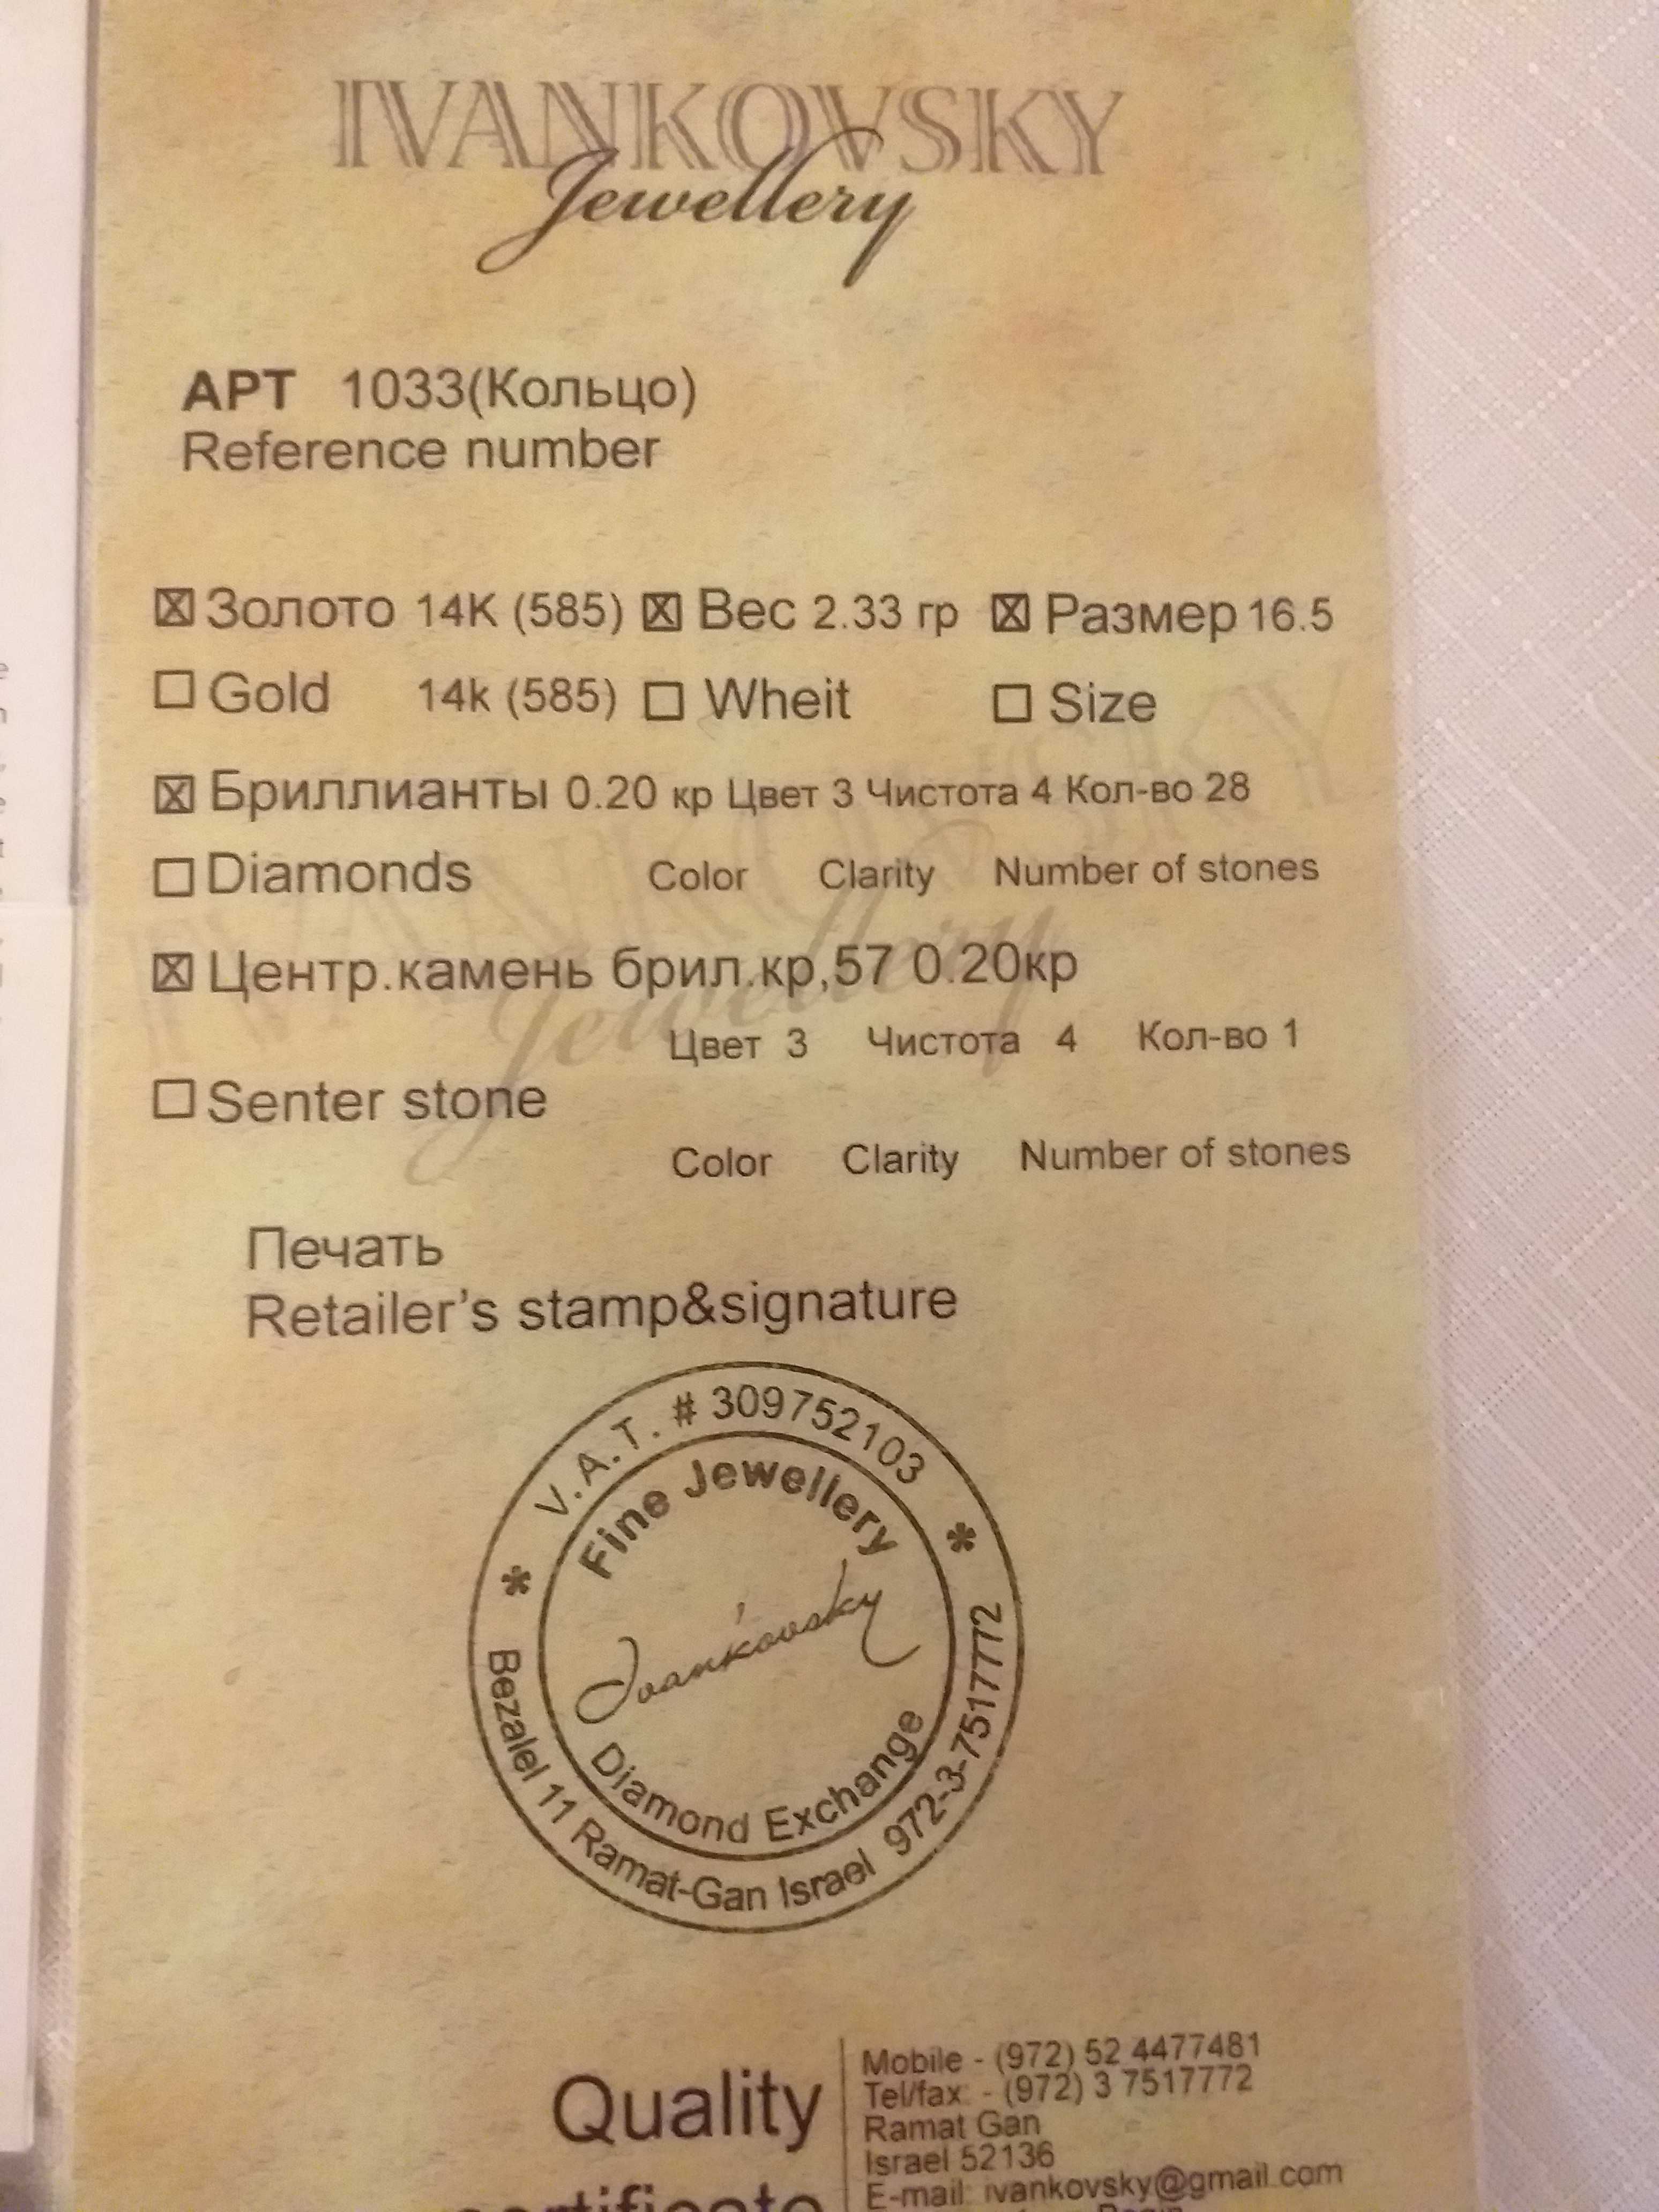 IVANKOVSKY
Jewellery
АРТ 1033(Кольцо)
Reference number
☒ Золото 14K (585) ☒ Вес 2.33 гр ☒ Размер 16.5
☐ Gold 14k (585) ☐ Wheit ☐ Size
☒ Бриллианты 0.20 кр Цвет 3 Чистота 4 Кол-во 28
☐ Diamonds Color Clarity Number of stones
☒ Центр.камень брил.кр,57 0.20кр
Цвет 3 Чистота 4 Кол-во 1
☐ Senter stone
Color Clarity Number of stones
IVANKOVSKY
Jewellery
Печать
Retailer's stamp&signature
V.A.T. # 309752103
Fine Jewellery
Ivankovsky
Diamond Exchange
* Bezalel 11 Ramat-Gan Israel 972-3-7517772 *
Quality
certificate
Mobile - (972) 52 4477481
Tel/fax: - (972) 3 7517772
Ramat Gan
Israel 52136
E-mail: ivankovsky@gmail.com